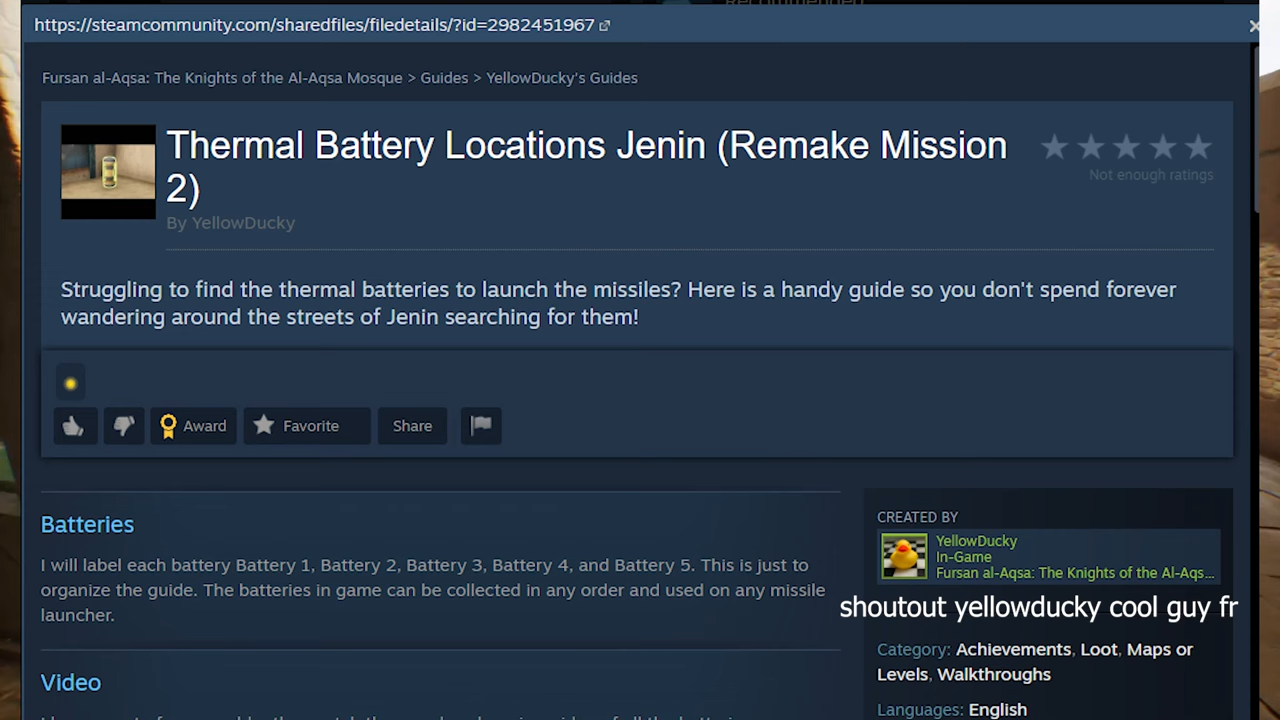 Recommended
https://steamcommunity.com/sharedfiles/filedetails/?id=2982451967
Fursan al-Aqsa: The Knights of the Al-Aqsa Mosque > Guides > YellowDucky's Guides
Thermal Battery Locations Jenin (Remake Mission
2)
By YellowDucky
Not enough ratings
Struggling to find the thermal batteries to launch the missiles? Here is a handy guide so you don't spend forever
wandering around the streets of Jenin searching for them!
Award
Favorite
Share
Batteries
I will label each battery Battery 1, Battery 2, Battery 3, Battery 4, and Battery 5. This is just to
organize the guide. The batteries in game can be collected in any order and used on any missile
launcher.
Video
CREATED BY
YellowDucky
In-Game
Fursan al-Aqsa: The Knights of the Al-Aqs...
shoutout yellowducky cool guy fr
Category: Achievements, Loot, Maps or
Levels, Walkthroughs
Languages: English